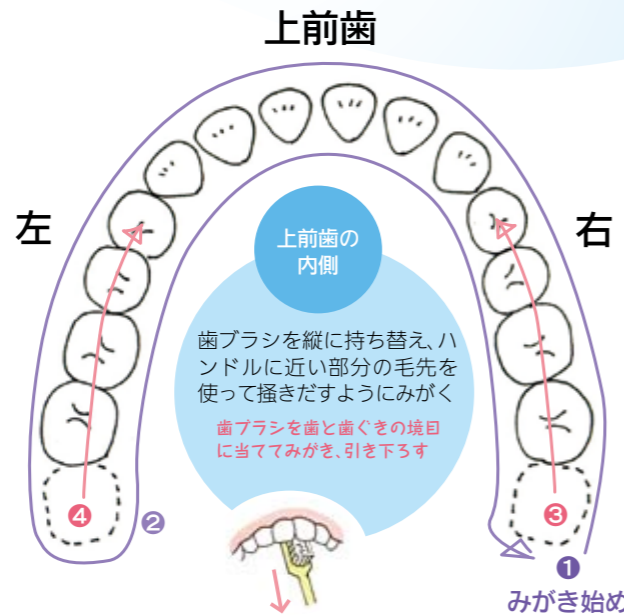 上前歯
左
右
上前歯の
内側
歯ブラシを縦に持ち替え、ハ
ンドルに近い部分の毛先を
使って掻きだすようにみがく
歯ブラシを歯と歯ぐきの境目
に当ててみがき、引き下ろす
❹
❷
❸
❶
みがき始め